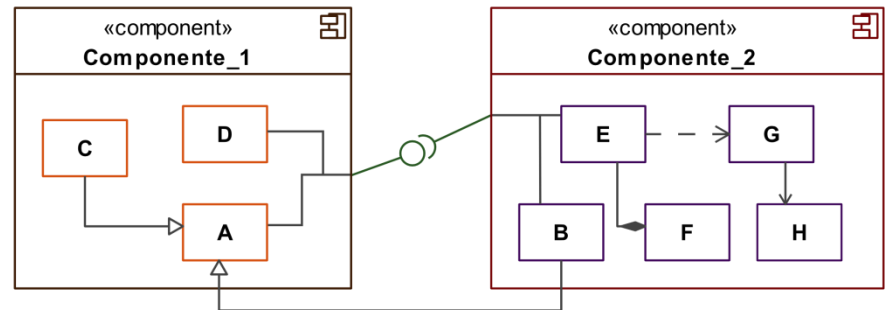 «component»
Componente_1
«component»
Componente_2
C
D
A
E
G
B
F
H